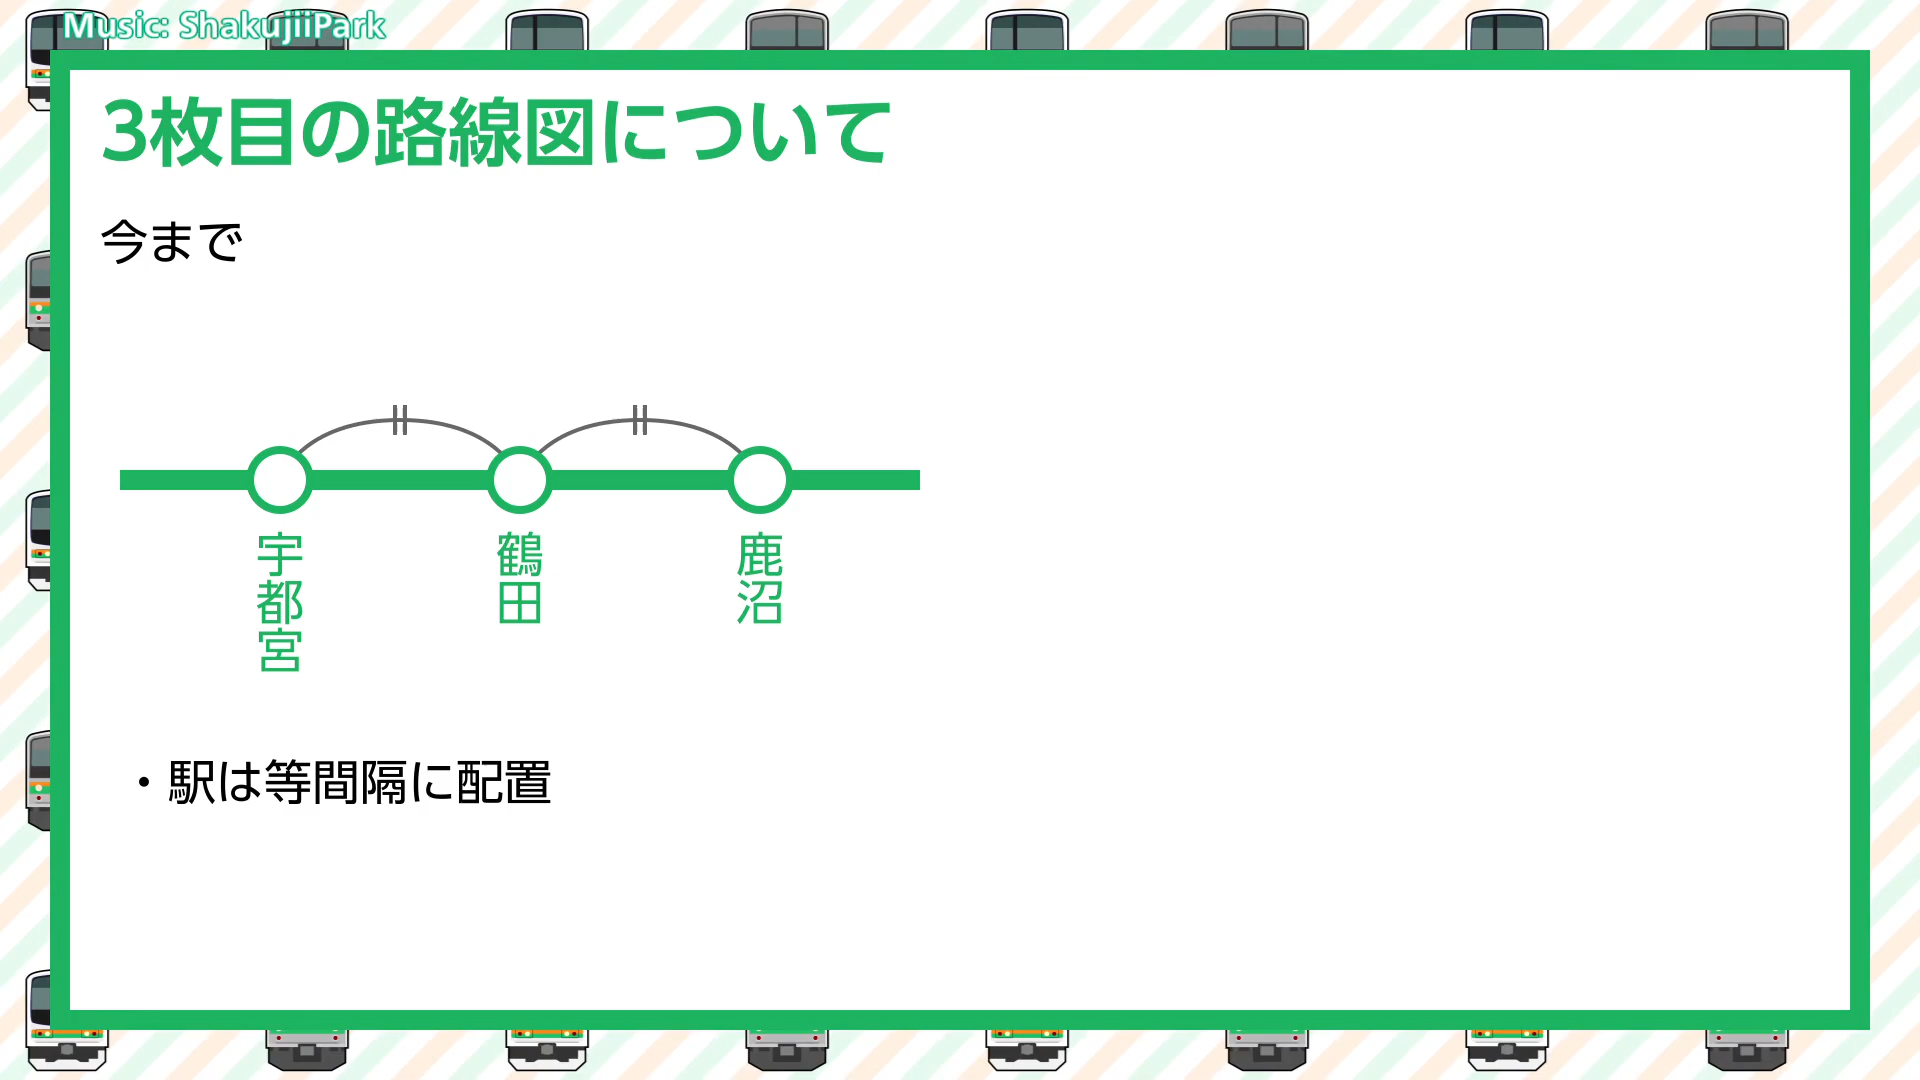 Music: ShakujiiPark
3枚目の路線図について
今まで
宇都宮
鶴田
鹿沼
・駅は等間隔に配置